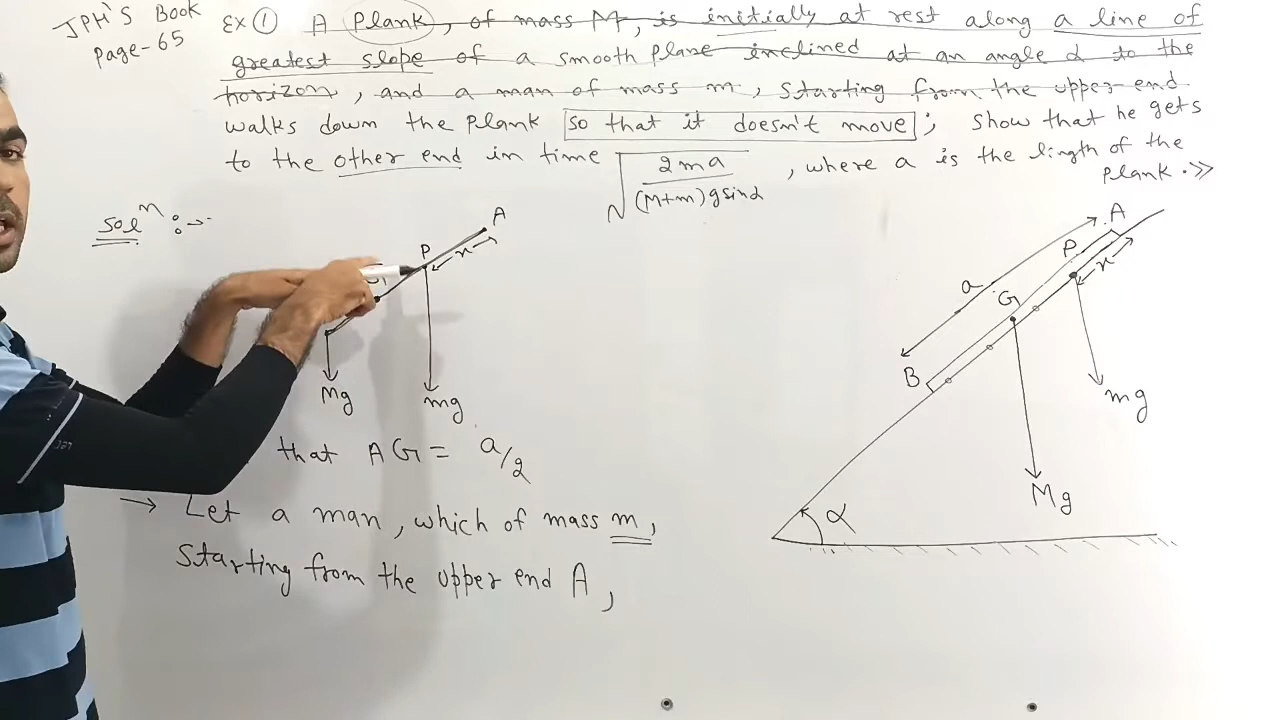 JPH'S Book
Page-65
Ex ① A Plank, of mass M, is initially at rest along a line of
greatest slope of a smooth plane inclined at an angle α to the
horizon, and a man of mass m, starting from the upper end
walks down the plank so that it doesn't move; show that he gets
to the other end in time √(2ma/(M+m)gsinα), where a is the length of the
plank.>>
Solⁿ :→
A
P
x
G
Mg
mg
that AG = a/2
→ Let a man, which of mass m,
Starting from the upper end A,
A
P
x
a
G
B
mg
Mg
α